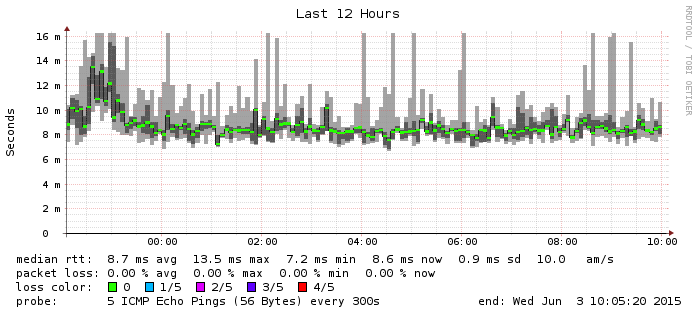 Last 12 Hours
RRDTOOL / TOBI OETIKER
Seconds
16 m
14 m
12 m
10 m
8 m
6 m
4 m
2 m
0
00:00 02:00 04:00 06:00 08:00 10:00
median rtt: 8.7 ms avg 13.5 ms max 7.2 ms min 8.6 ms now 0.9 ms sd 10.0 am/s
packet loss: 0.00 % avg 0.00 % max 0.00 % min 0.00 % now
loss color: 0 1/5 2/5 3/5 4/5
probe: 5 ICMP Echo Pings (56 Bytes) every 300s end: Wed Jun 3 10:05:20 2015